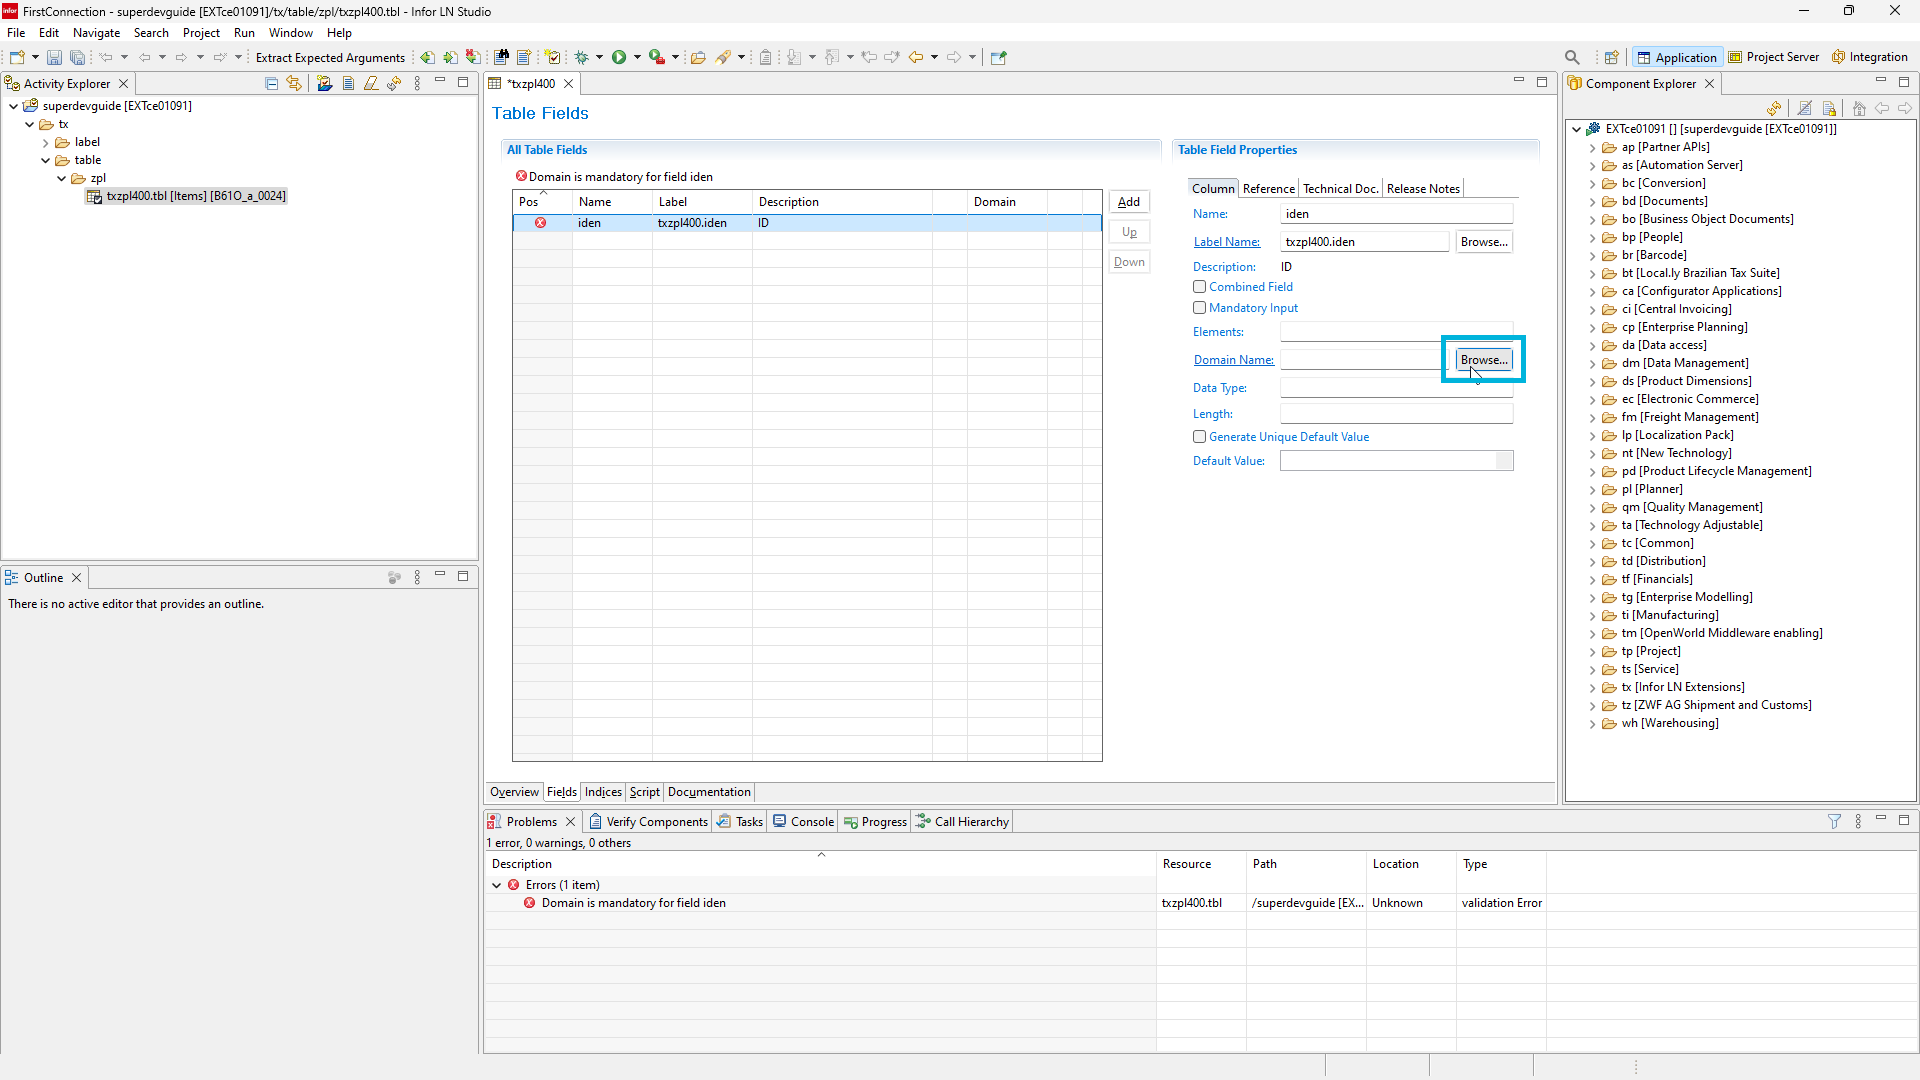 infor FirstConnection - superdevguide [EXTce01091]/tx/table/zpl/txzpl400.tbl - Infor LN Studio
File Edit Navigate Search Project Run Window Help
Extract Expected Arguments
Application Project Server Integration
Activity Explorer
superdevguide [EXTce01091]
tx
label
table
zpl
txzpl400.tbl [Items] [B61O_a_0024]
Outline
There is no active editor that provides an outline.
*txzpl400
Table Fields
All Table Fields
Domain is mandatory for field iden
Pos Name Label Description Domain
iden txzpl400.iden ID
Add
Up
Down
Table Field Properties
Column Reference Technical Doc. Release Notes
Name: iden
Label Name: txzpl400.iden Browse...
Description: ID
Combined Field
Mandatory Input
Elements:
Domain Name: Browse...
Data Type:
Length:
Generate Unique Default Value
Default Value:
Overview Fields Indices Script Documentation
Component Explorer
EXTce01091 [] [superdevguide [EXTce01091]]
ap [Partner APIs]
as [Automation Server]
bc [Conversion]
bd [Documents]
bo [Business Object Documents]
bp [People]
br [Barcode]
bt [Local.ly Brazilian Tax Suite]
ca [Configurator Applications]
ci [Central Invoicing]
cp [Enterprise Planning]
da [Data access]
dm [Data Management]
ds [Product Dimensions]
ec [Electronic Commerce]
fm [Freight Management]
lp [Localization Pack]
nt [New Technology]
pd [Product Lifecycle Management]
pl [Planner]
qm [Quality Management]
ta [Technology Adjustable]
tc [Common]
td [Distribution]
tf [Financials]
tg [Enterprise Modelling]
ti [Manufacturing]
tm [OpenWorld Middleware enabling]
tp [Project]
ts [Service]
tx [Infor LN Extensions]
tz [ZWF AG Shipment and Customs]
wh [Warehousing]
Problems Verify Components Tasks Console Progress Call Hierarchy
1 error, 0 warnings, 0 others
Description Resource Path Location Type
Errors (1 item)
Domain is mandatory for field iden txzpl400.tbl /superdevguide [EX... Unknown validation Error